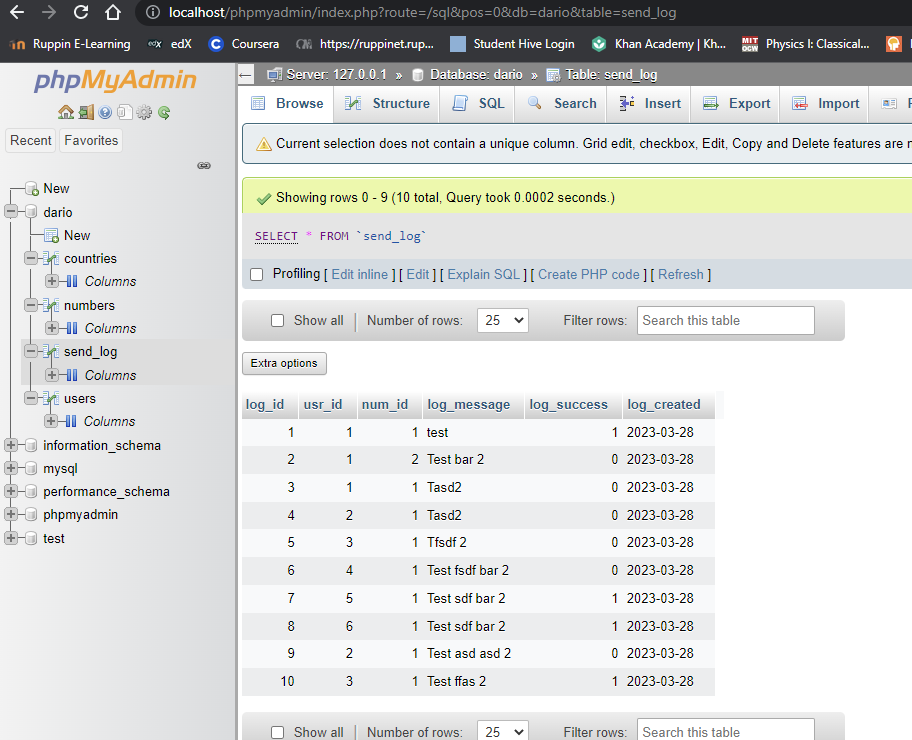 localhost/phpmyadmin/index.php?route=/sql&pos=0&db=dario&table=send_log
Ruppin E-Learning edX Coursera https://ruppinet.rup... Student Hive Login Khan Academy | Kh... MIT OCW Physics I: Classical...
phpMyAdmin
Recent Favorites
New
dario
New
countries
Columns
numbers
Columns
send_log
Columns
users
Columns
information_schema
mysql
performance_schema
phpmyadmin
test
Server: 127.0.0.1 » Database: dario » Table: send_log
Browse Structure SQL Search Insert Export Import P
Current selection does not contain a unique column. Grid edit, checkbox, Edit, Copy and Delete features are n
Showing rows 0 - 9 (10 total, Query took 0.0002 seconds.)
SELECT * FROM `send_log`
Profiling [ Edit inline ] [ Edit ] [ Explain SQL ] [ Create PHP code ] [ Refresh ]
Show all | Number of rows: 25 Filter rows: Search this table
Extra options
log_id usr_id num_id log_message log_success log_created
1 1 1 test 1 2023-03-28
2 1 2 Test bar 2 0 2023-03-28
3 1 1 Tasd2 0 2023-03-28
4 2 1 Tasd2 0 2023-03-28
5 3 1 Tfsdf 2 0 2023-03-28
6 4 1 Test fsdf bar 2 0 2023-03-28
7 5 1 Test sdf bar 2 1 2023-03-28
8 6 1 Test sdf bar 2 1 2023-03-28
9 2 1 Test asd asd 2 0 2023-03-28
10 3 1 Test ffas 2 1 2023-03-28
Show all | Number of rows: 25 Filter rows: Search this table